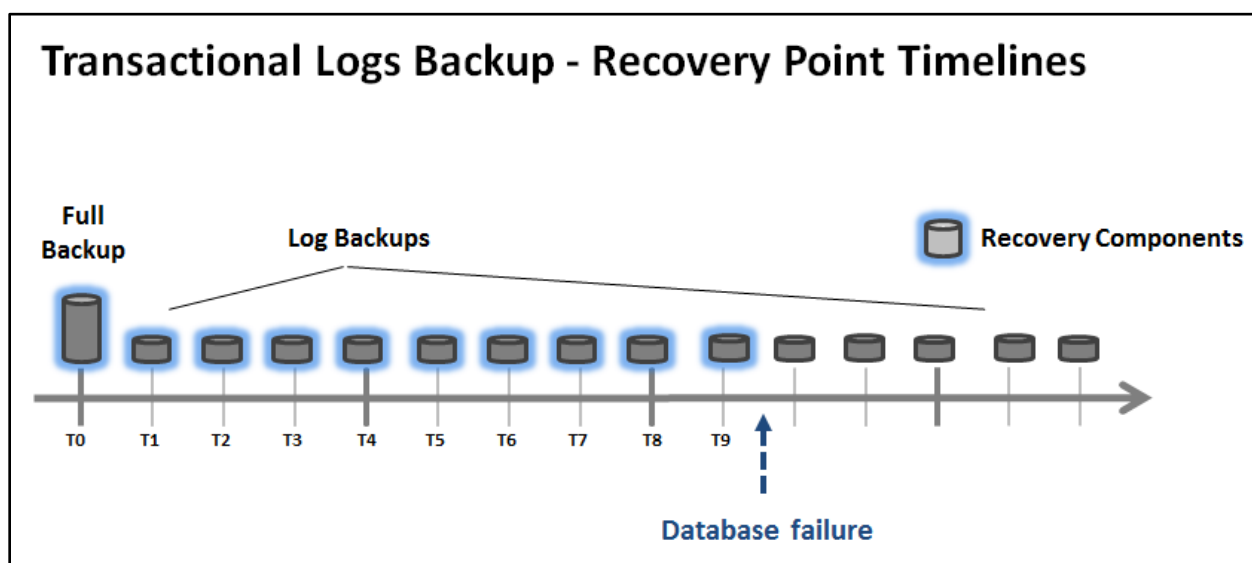 Transactional Logs Backup - Recovery Point Timelines
Full
Backup
Log Backups
Recovery Components
T0 T1 T2 T3 T4 T5 T6 T7 T8 T9
Database failure